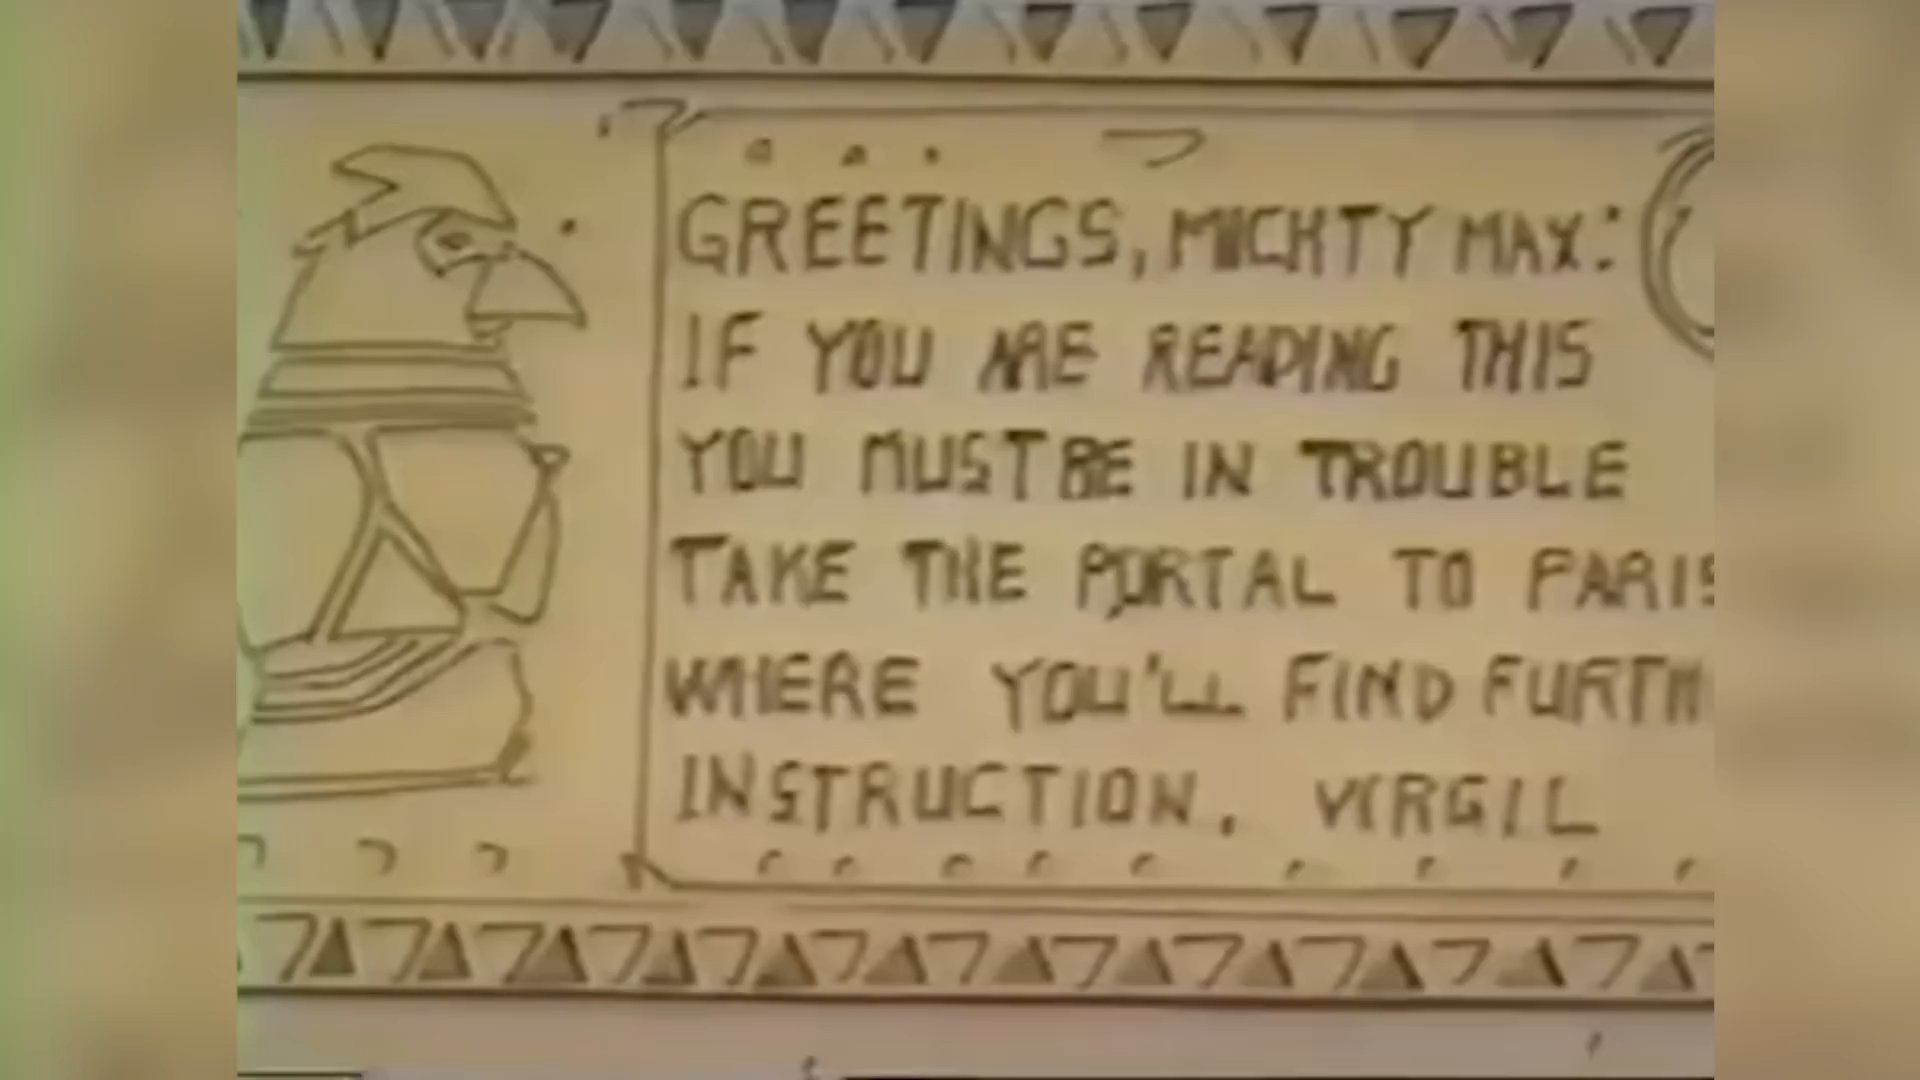 GREETINGS, MIGHTY MAX:
IF YOU ARE READING THIS
YOU MUST BE IN TROUBLE
TAKE THE PORTAL TO PARIS
WHERE YOU'LL FIND FURTH
INSTRUCTION. VIRGIL